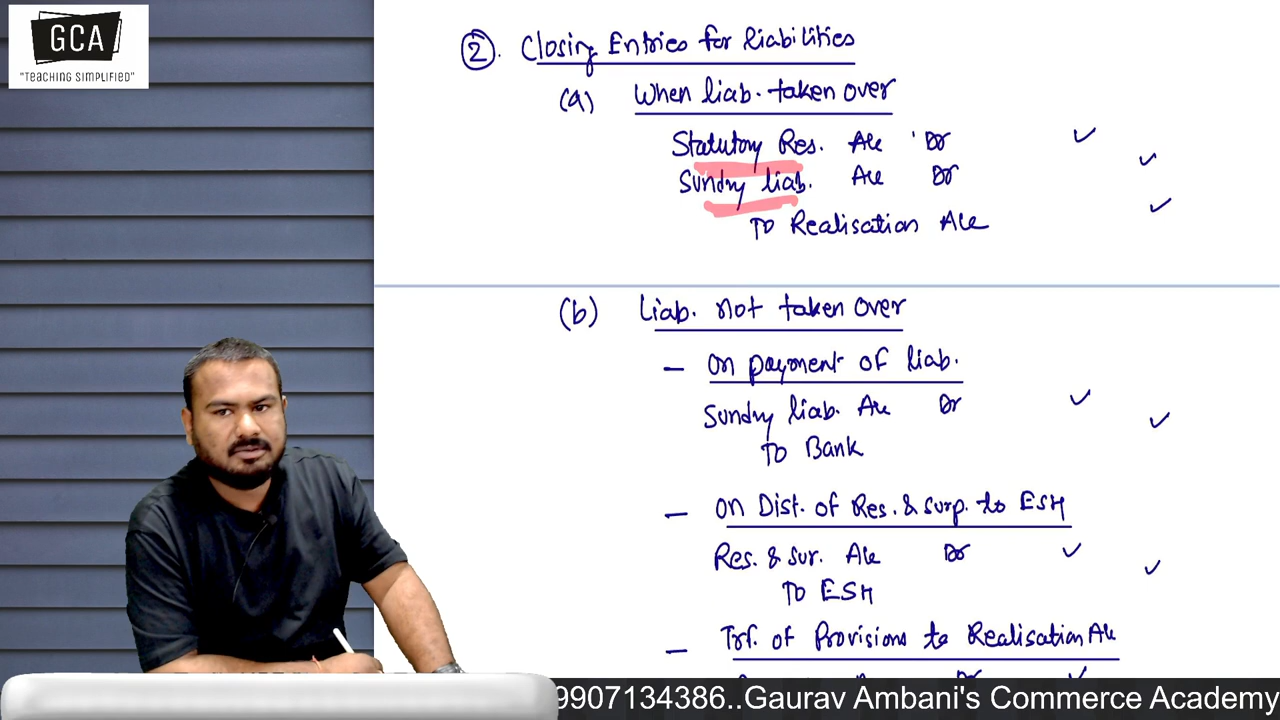 GCA
"TEACHING SIMPLIFIED"
(2). Closing Entries for liabilities
(a) When liab. taken over
Statutory Res. A/c Dr
Sundry liab. A/c Dr
To Realisation A/c
(b) Liab. not taken over
— On payment of liab.
Sundry liab. A/c Dr
To Bank
— On Dist. of Res. & Surp. to ESH
Res. & Sur. A/c Dr
To ESH
— Trf. of Provisions to Realisation A/c
9907134386..Gaurav Ambani's Commerce Academy